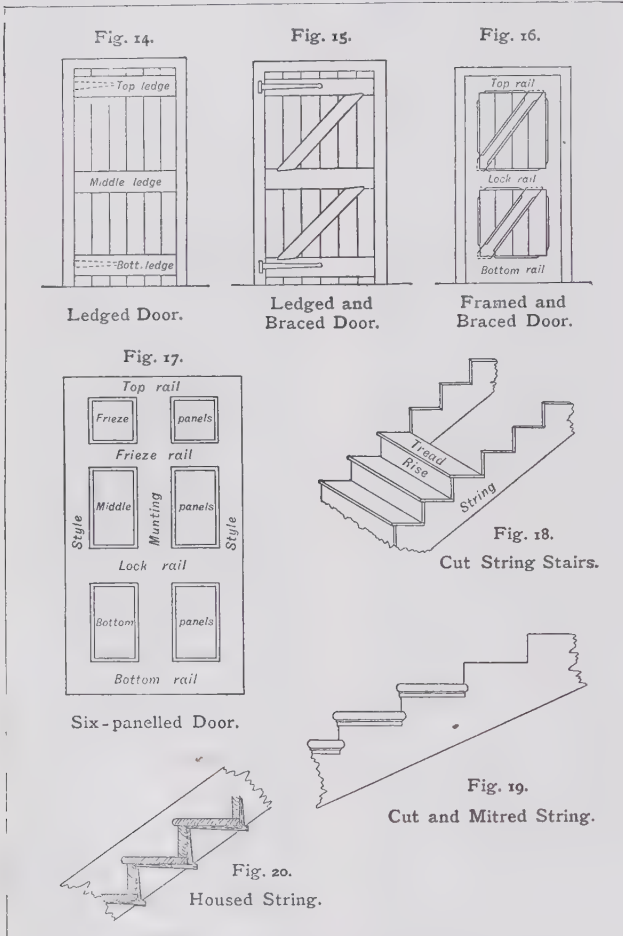 Fig. 14.
Top ledge
Middle ledge
Bott. ledge
Ledged Door.
Fig. 15.
Ledged and
Braced Door.
Fig. 16.
Top rail
Lock rail
Bottom rail
Framed and
Braced Door.
Fig. 17.
Top rail
Frieze panels
Frieze rail
Style Middle Munting panels Style
Lock rail
Bottom panels
Bottom rail
Six-panelled Door.
Tread
Rise
String
Fig. 18.
Cut String Stairs.
Fig. 19.
Cut and Mitred String.
Fig. 20.
Housed String.